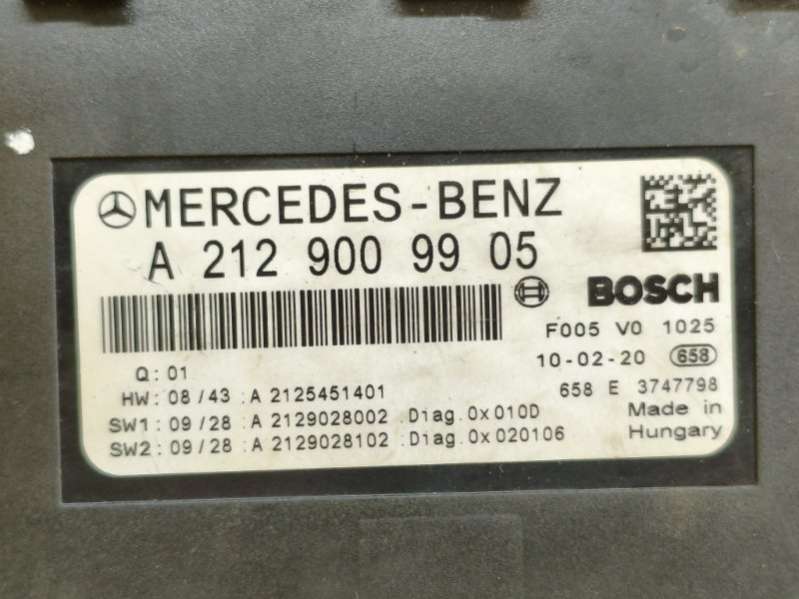 MERCEDES-BENZ
A 212 900 99 05
BOSCH
F005 V0 1025
10-02-20 658
Q: 01
HW: 08/43 :A 2125451401
658 E 3747798
SW1: 09/28 :A 2129028002 :Diag.0x010D
Made in
SW2: 09/28 :A 2129028102 :Diag.0x020106
Hungary